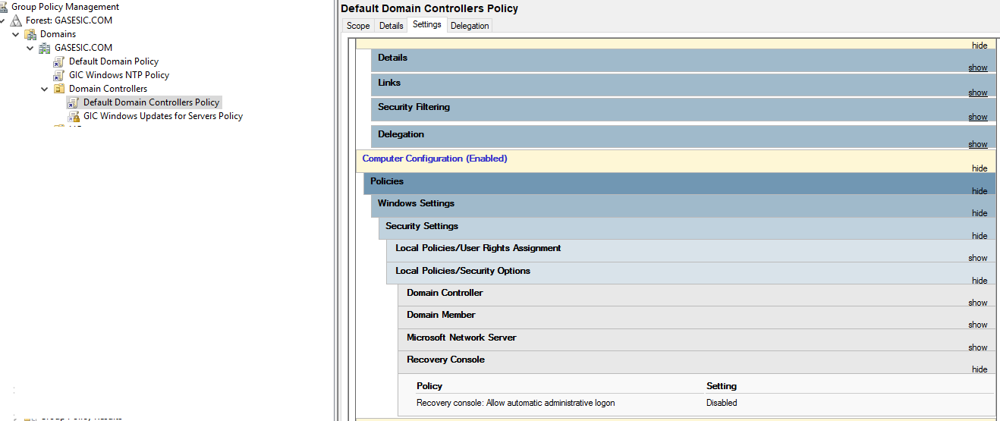 Group Policy Management
Forest: GASESIC.COM
Domains
GASESIC.COM
Default Domain Policy
GIC Windows NTP Policy
Domain Controllers
Default Domain Controllers Policy
GIC Windows Updates for Servers Policy
Default Domain Controllers Policy
Scope Details Settings Delegation
hide
Details
show
Links
show
Security Filtering
show
Delegation
show
Computer Configuration (Enabled)
hide
Policies
hide
Windows Settings
hide
Security Settings
hide
Local Policies/User Rights Assignment
show
Local Policies/Security Options
hide
Domain Controller
show
Domain Member
show
Microsoft Network Server
show
Recovery Console
hide
Policy Setting
Recovery console: Allow automatic administrative logon Disabled